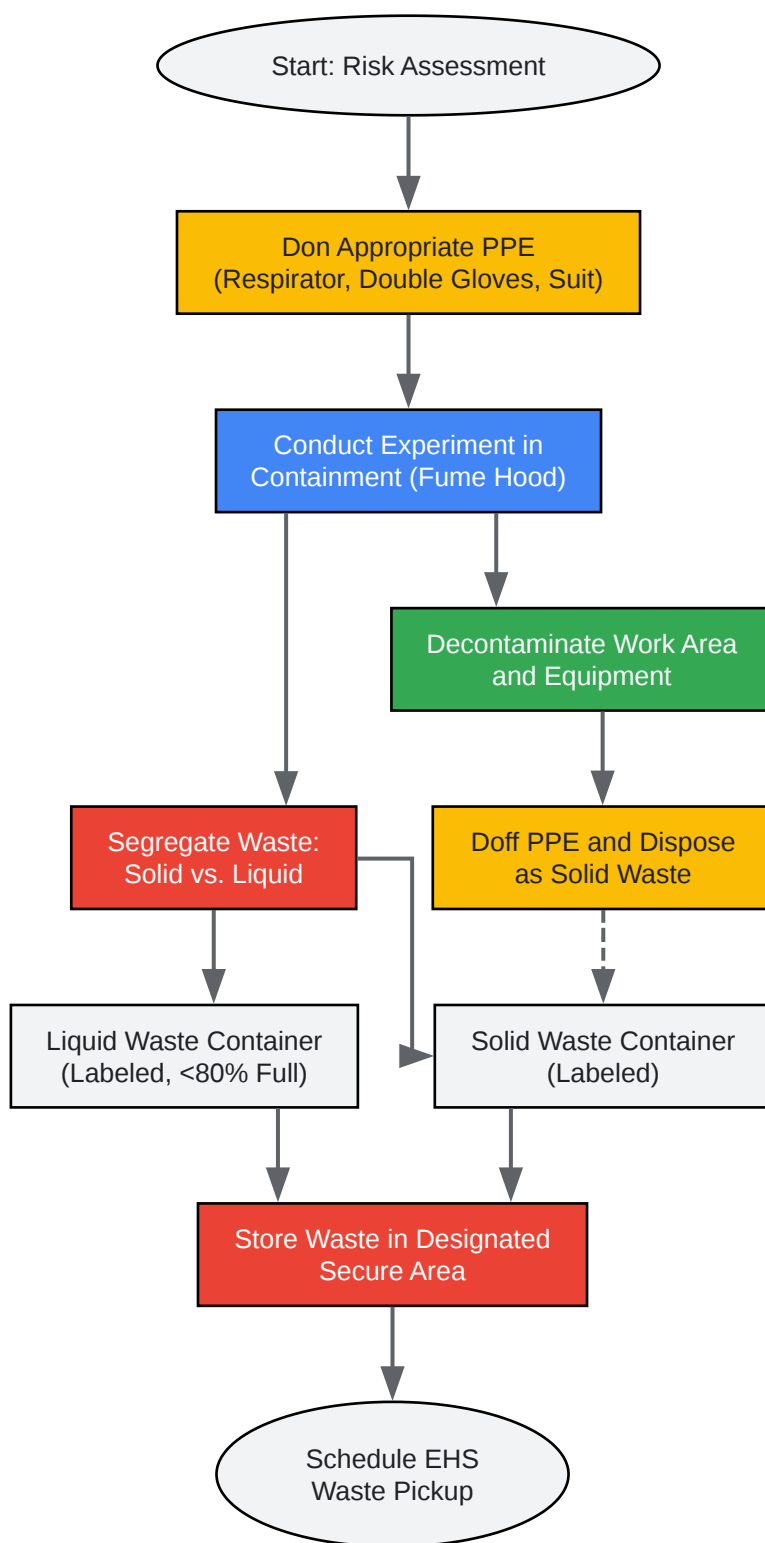 Start: Risk Assessment
Don Appropriate PPE
(Respirator, Double Gloves, Suit)
Conduct Experiment in
Containment (Fume Hood)
Decontaminate Work Area
and Equipment
Segregate Waste:
Solid vs. Liquid
Doff PPE and Dispose
as Solid Waste
Liquid Waste Container
(Labeled, <80% Full)
Solid Waste Container
(Labeled)
Store Waste in Designated
Secure Area
Schedule EHS
Waste Pickup